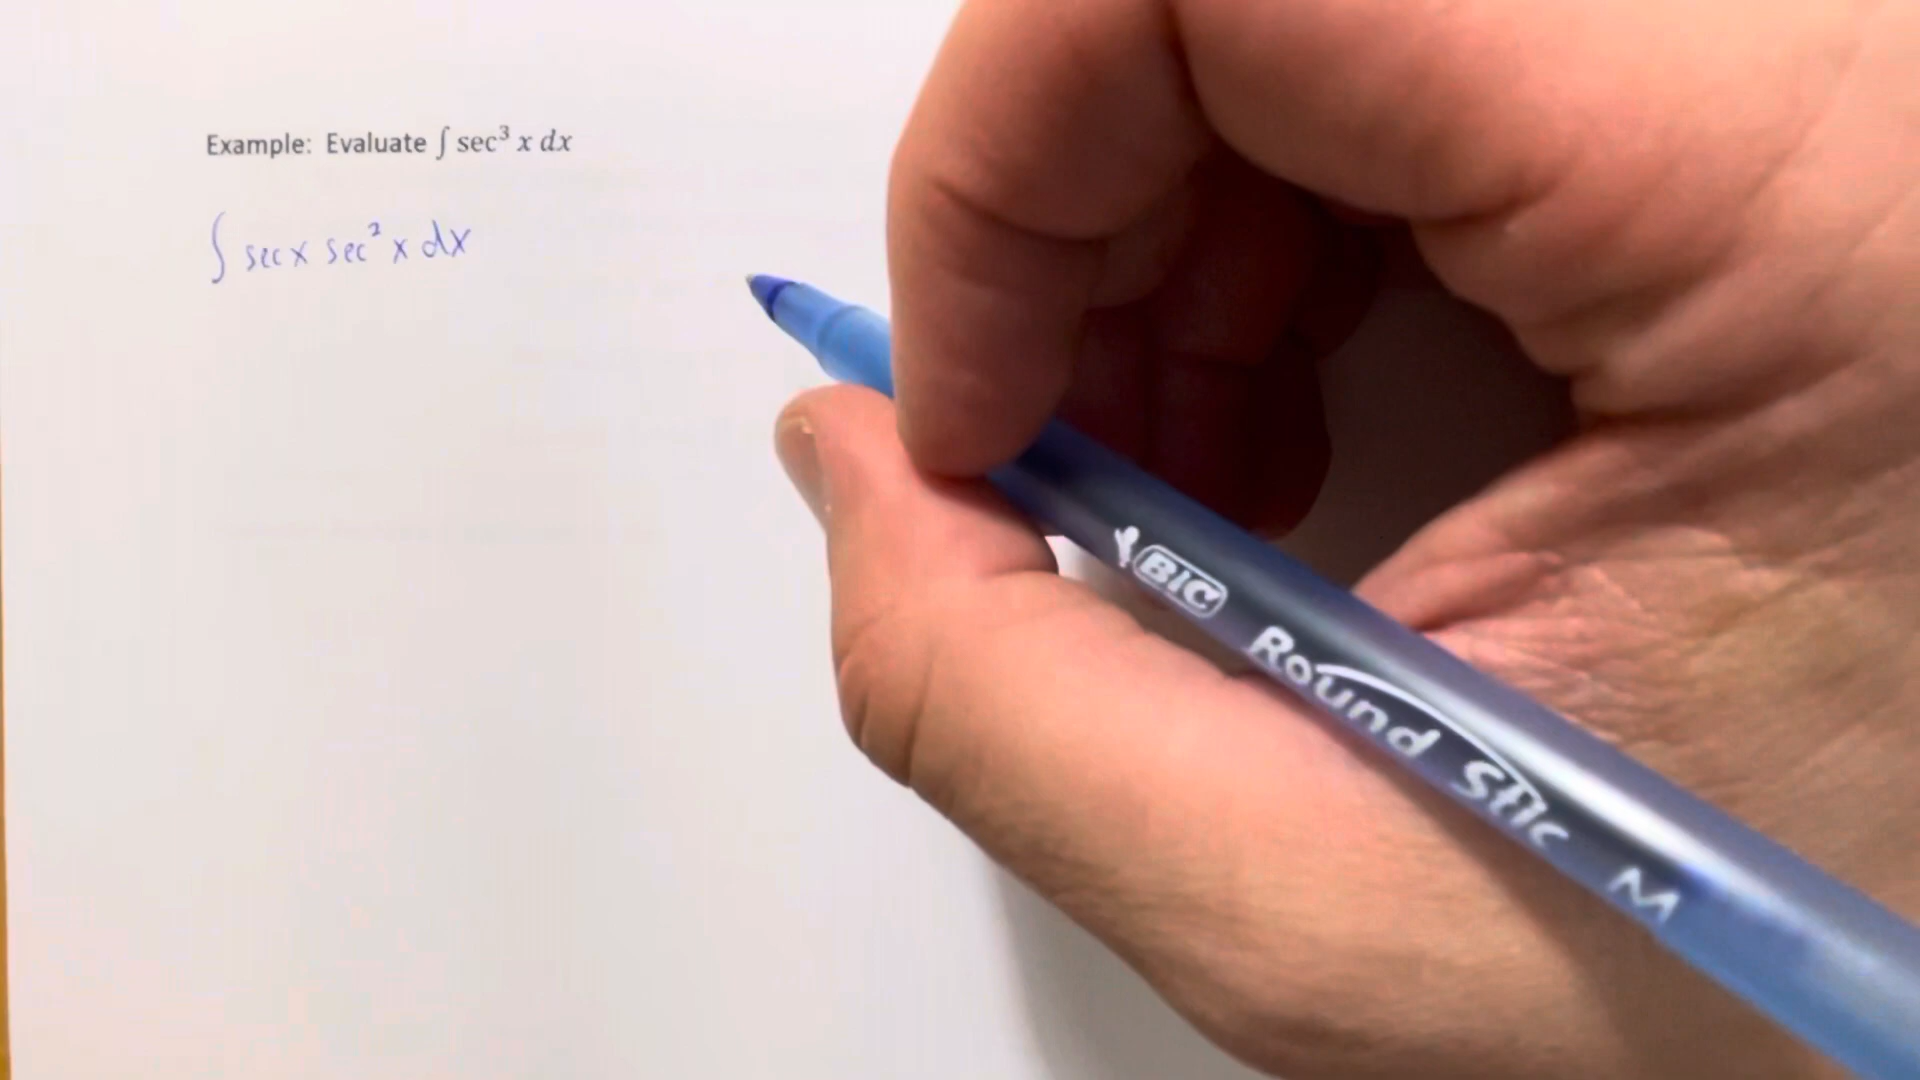 Example: Evaluate ∫ sec³ x dx
∫ sec x sec² x dx
BIC Round Stic M